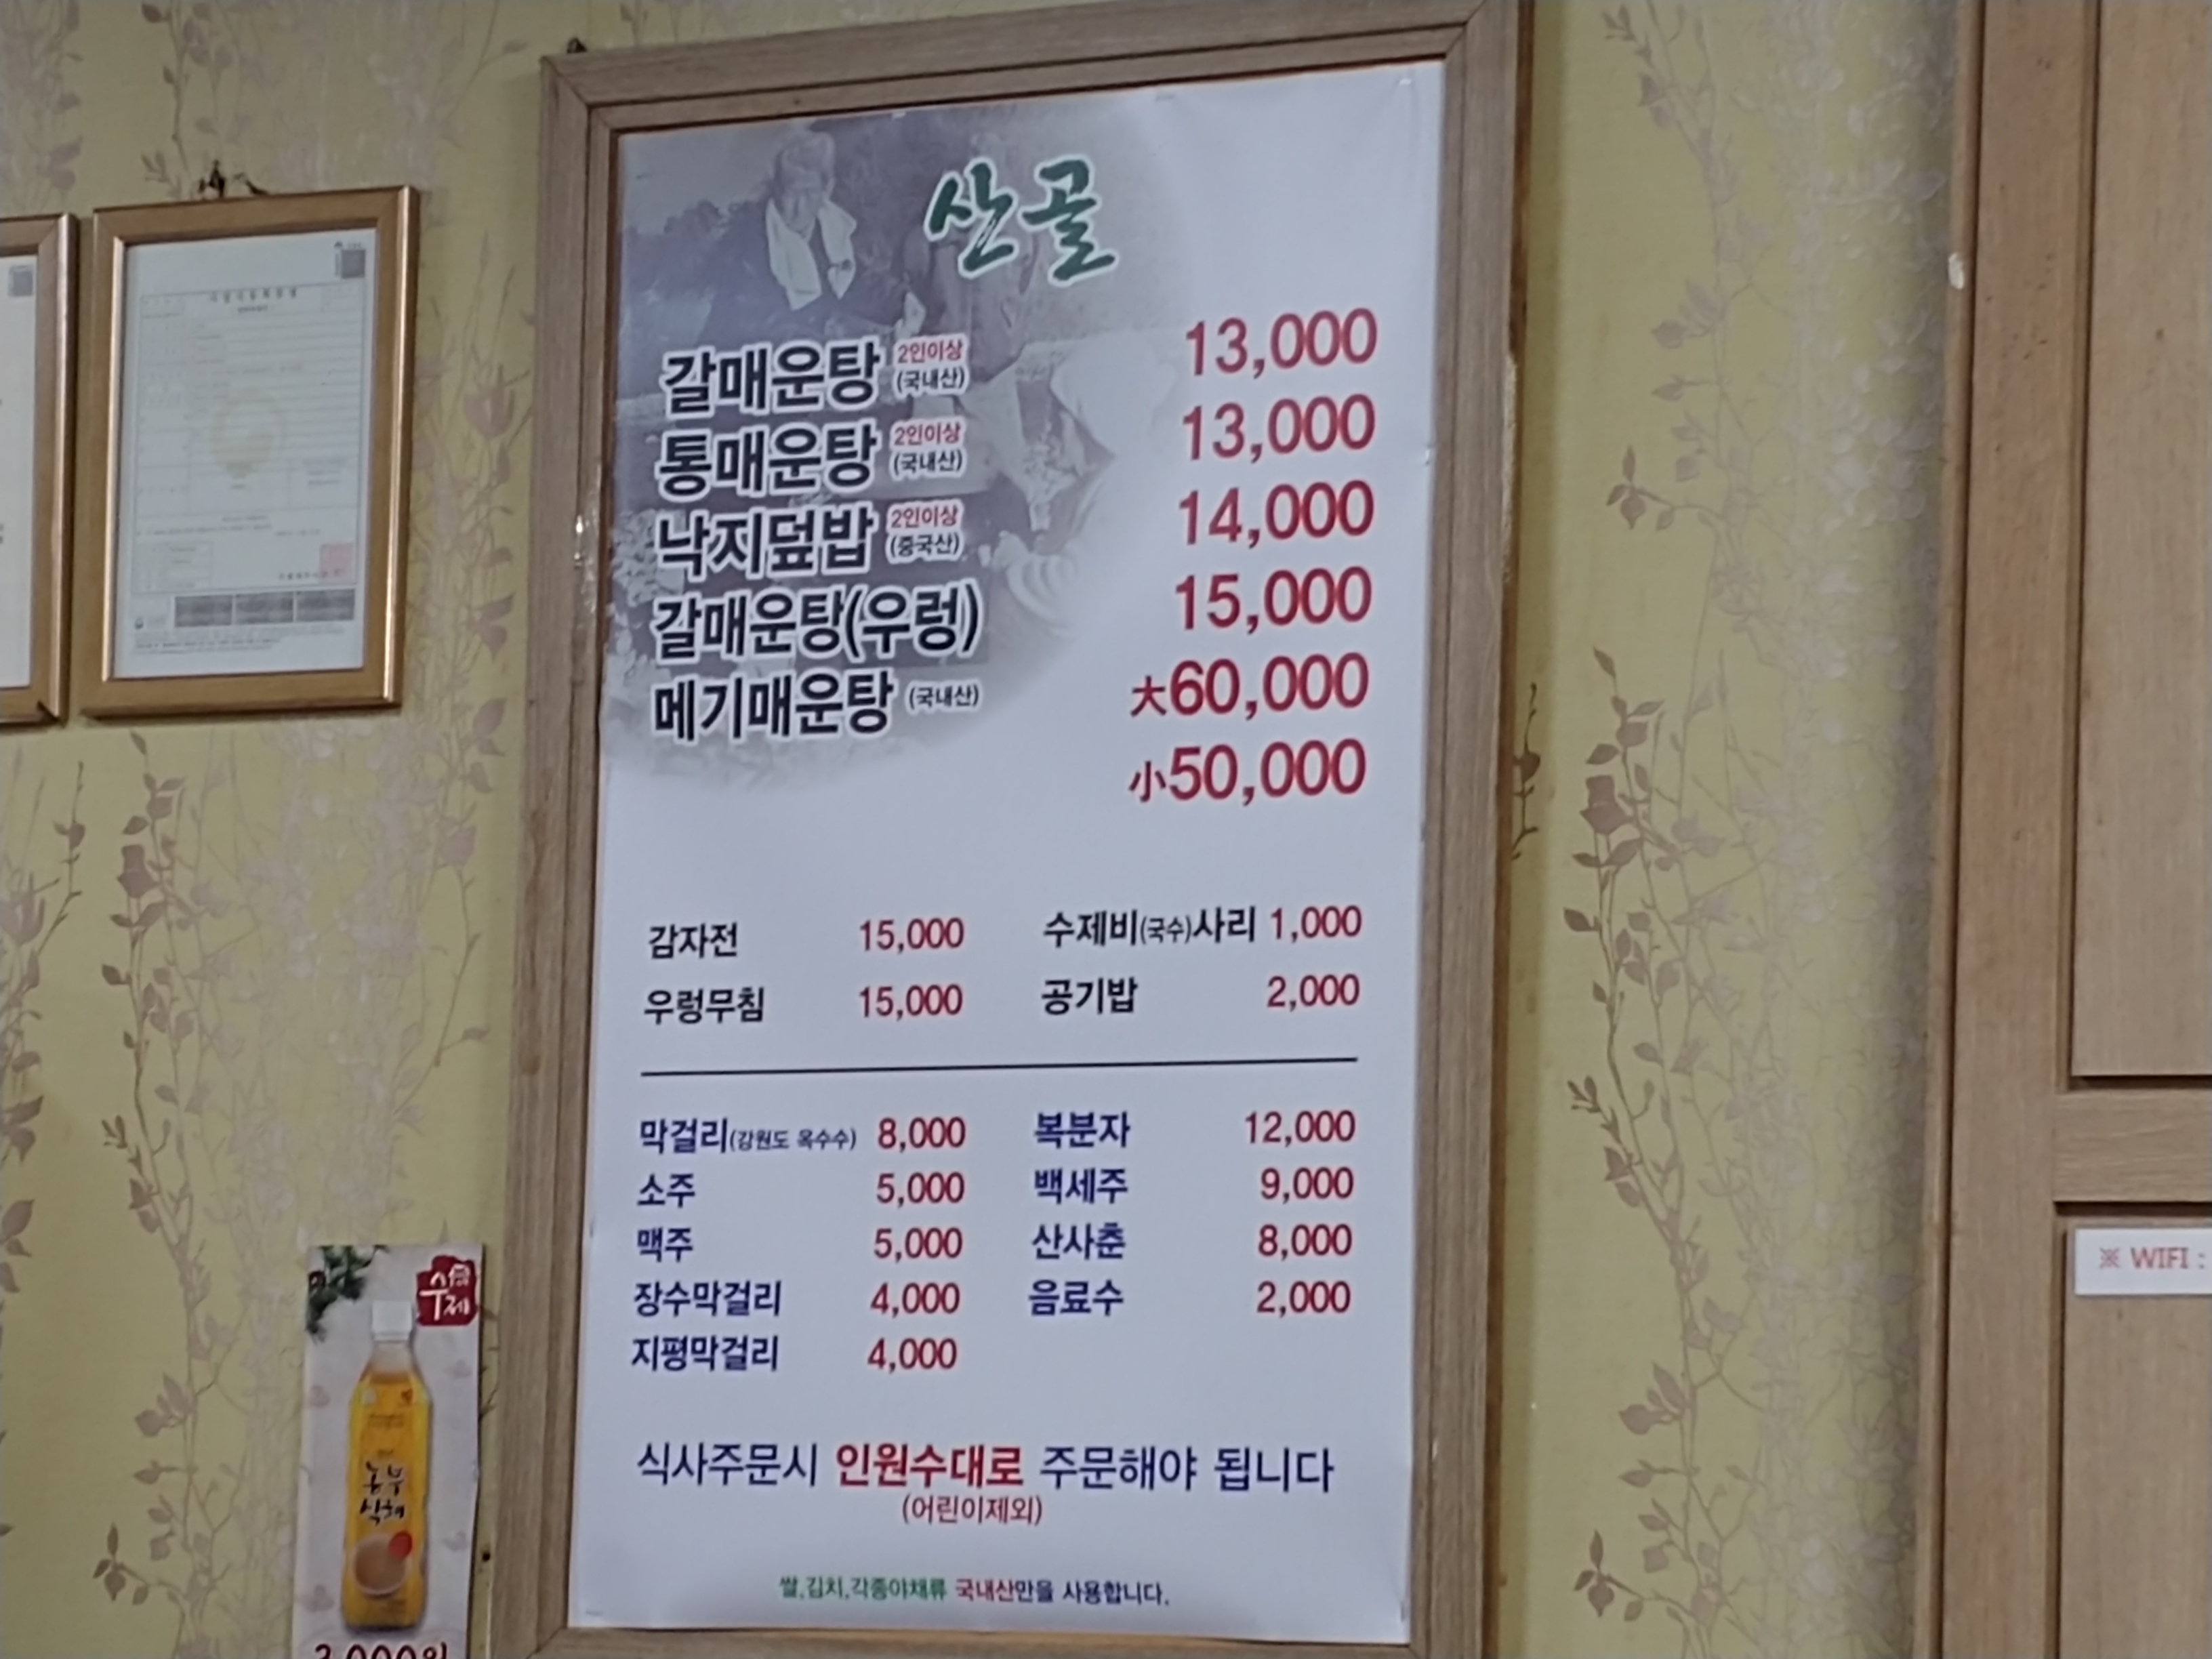 산골
갈매운탕 2인이상 (국내산) 13,000
통매운탕 2인이상 (국내산) 13,000
낙지덮밥 2인이상 (중국산) 14,000
갈매운탕(우렁) 15,000
메기매운탕 (국내산) 大60,000
小50,000
감자전 15,000 수제비(국수)사리 1,000
우렁무침 15,000 공기밥 2,000
막걸리(강원도 옥수수) 8,000 복분자 12,000
소주 5,000 백세주 9,000
맥주 5,000 산사춘 8,000
장수막걸리 4,000 음료수 2,000
지평막걸리 4,000
식사주문시 인원수대로 주문해야 됩니다
(어린이제외)
쌀,김치,각종야채류 국내산만을 사용합니다.
수제
농부
식혜
※ WIFI :